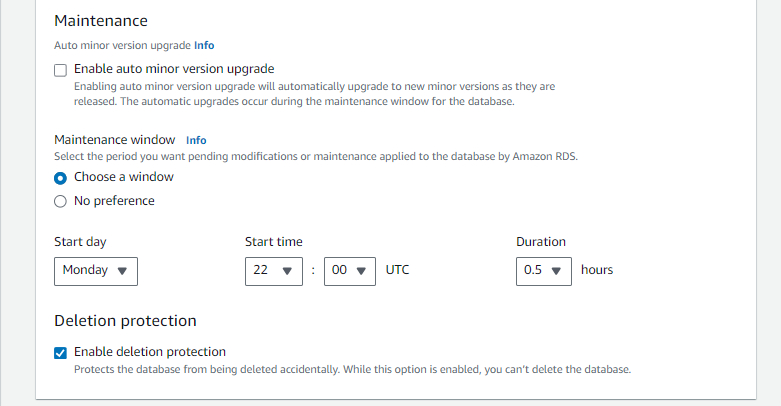 Maintenance
Auto minor version upgrade Info
Enable auto minor version upgrade
Enabling auto minor version upgrade will automatically upgrade to new minor versions as they are
released. The automatic upgrades occur during the maintenance window for the database.
Maintenance window Info
Select the period you want pending modifications or maintenance applied to the database by Amazon RDS.
Choose a window
No preference
Start day Start time Duration
Monday 22 : 00 UTC 0.5 hours
Deletion protection
Enable deletion protection
Protects the database from being deleted accidentally. While this option is enabled, you can't delete the database.